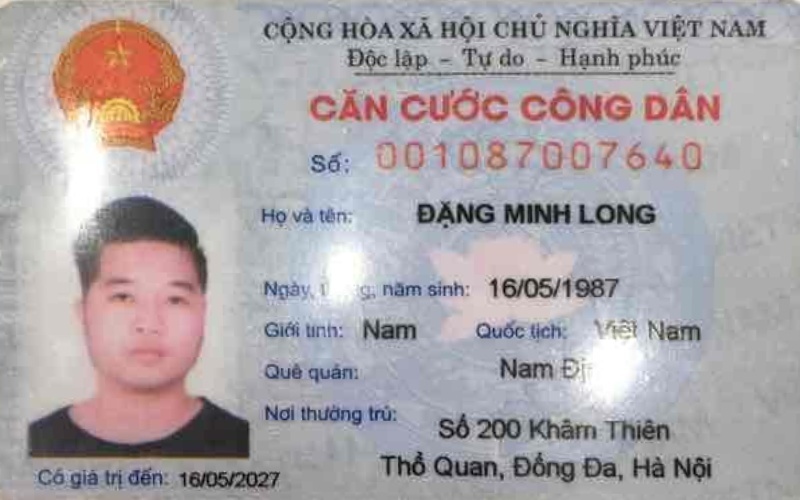 CỘNG HÒA XÃ HỘI CHỦ NGHĨA VIỆT NAM
Độc lập - Tự do - Hạnh phúc
CĂN CƯỚC CÔNG DÂN
Số: 001087007640
Họ và tên: ĐẶNG MINH LONG
Ngày, năm sinh: 16/05/1987
Giới tính: Nam Quốc tịch: Việt Nam
Quê quán: Nam
Nơi thường trú: Số 200 Khâm Thiên
Thổ Quan, Đống Đa, Hà Nội
Có giá trị đến: 16/05/2027